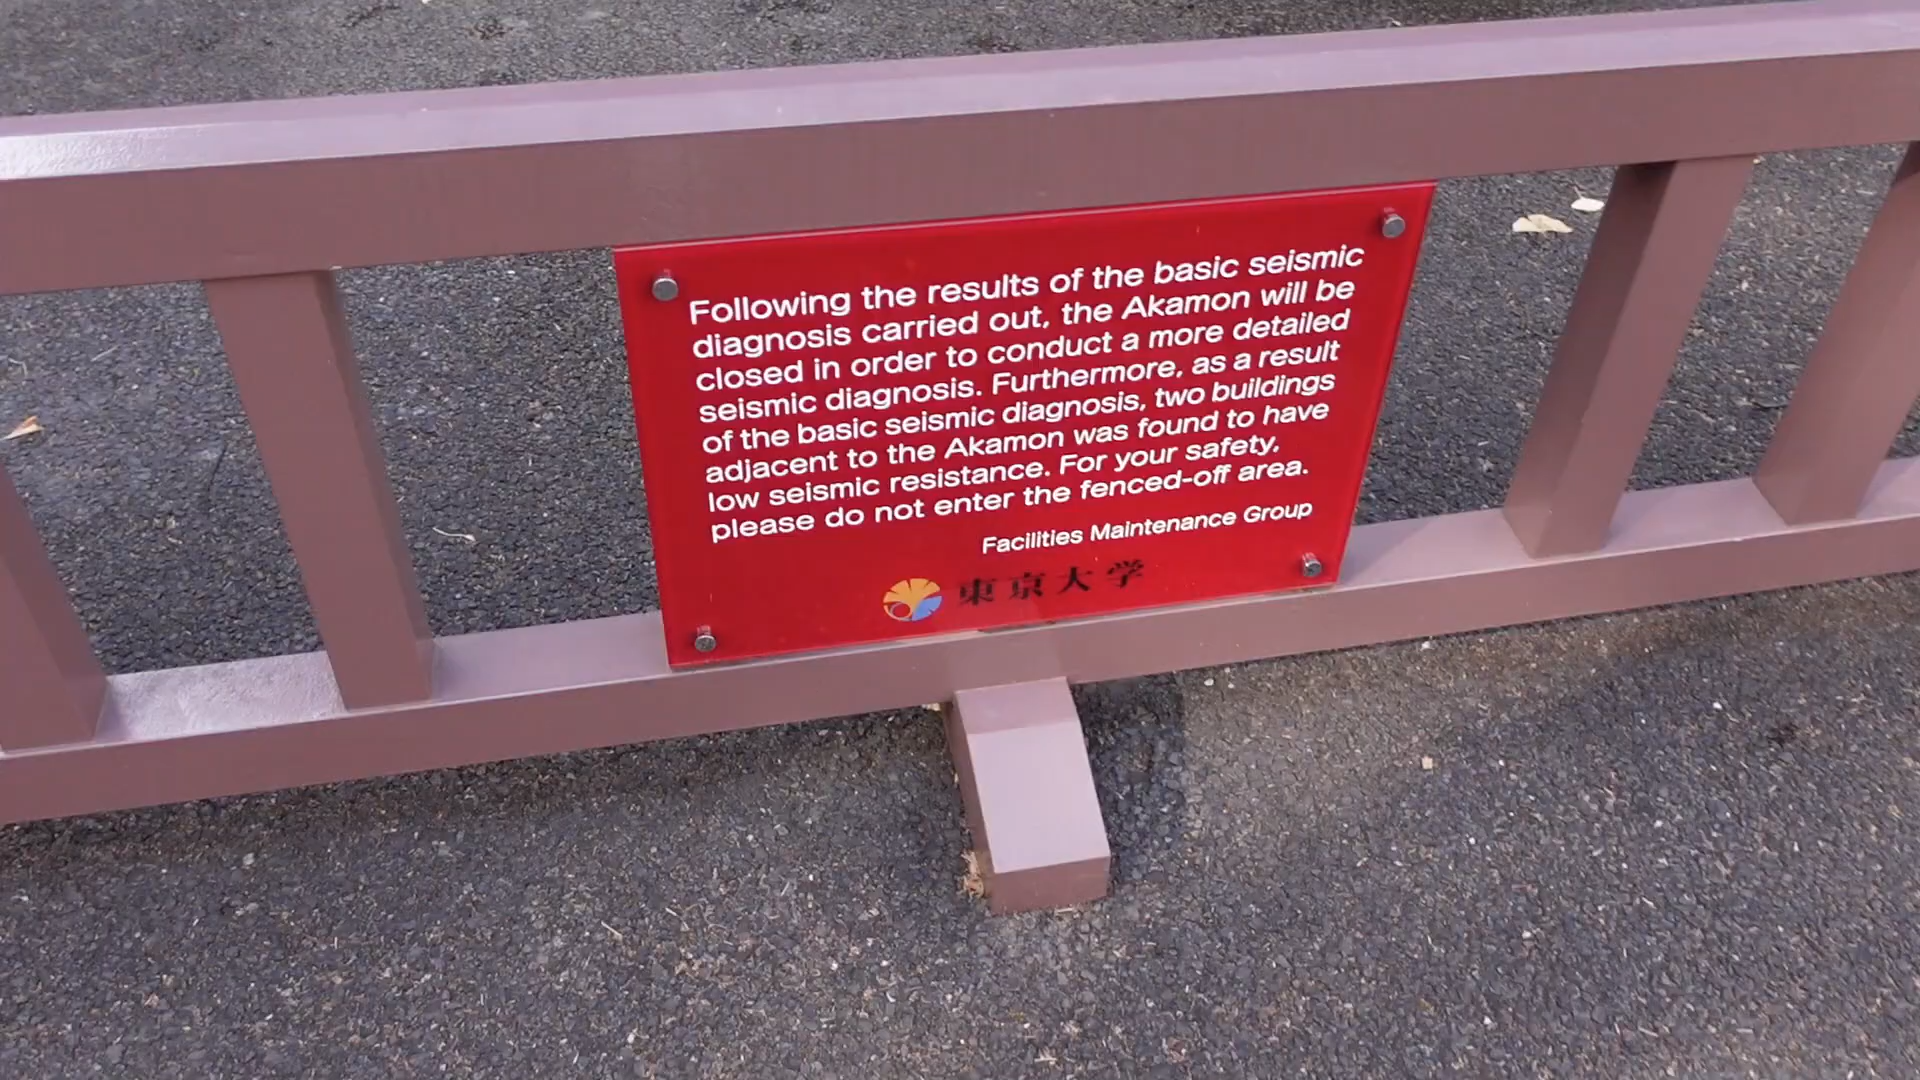 Following the results of the basic seismic
diagnosis carried out, the Akamon will be
closed in order to conduct a more detailed
seismic diagnosis. Furthermore, as a result
of the basic seismic diagnosis, two buildings
adjacent to the Akamon was found to have
low seismic resistance. For your safety,
please do not enter the fenced-off area.
Facilities Maintenance Group
東京大学